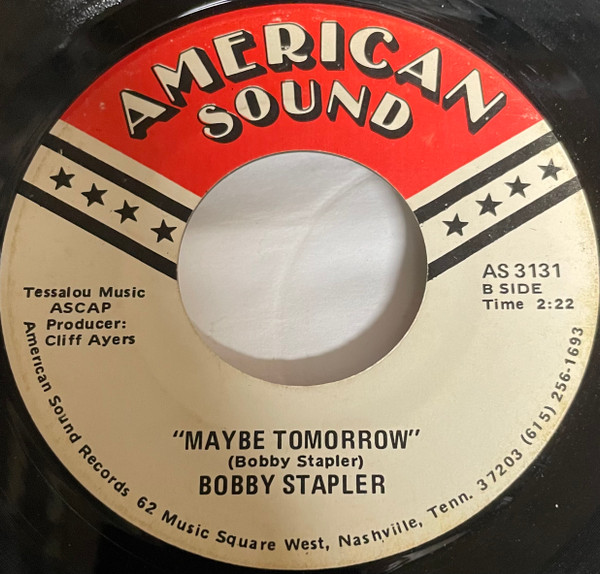 AMERICAN
SOUND
Tessalou Music
ASCAP
Producer:
Cliff Ayers
AS 3131
B SIDE
Time 2:22
"MAYBE TOMORROW"
(Bobby Stapler)
BOBBY STAPLER
American Sound Records 62 Music Square West, Nashville, Tenn. 37203 (615) 256-1693